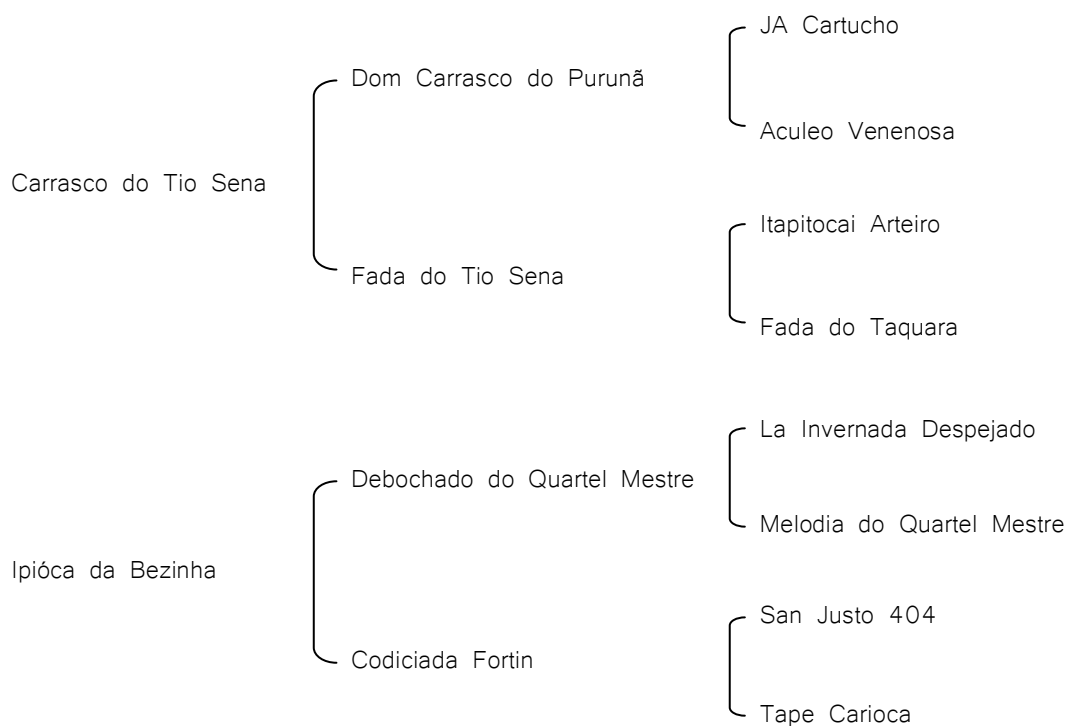 JA Cartucho
Dom Carrasco do Purunã
Aculeo Venenosa
Carrasco do Tio Sena
Itapitocai Arteiro
Fada do Tio Sena
Fada do Taquara
La Invernada Despejado
Debochado do Quartel Mestre
Melodia do Quartel Mestre
Ipióca da Bezinha
San Justo 404
Codiciada Fortin
Tape Carioca